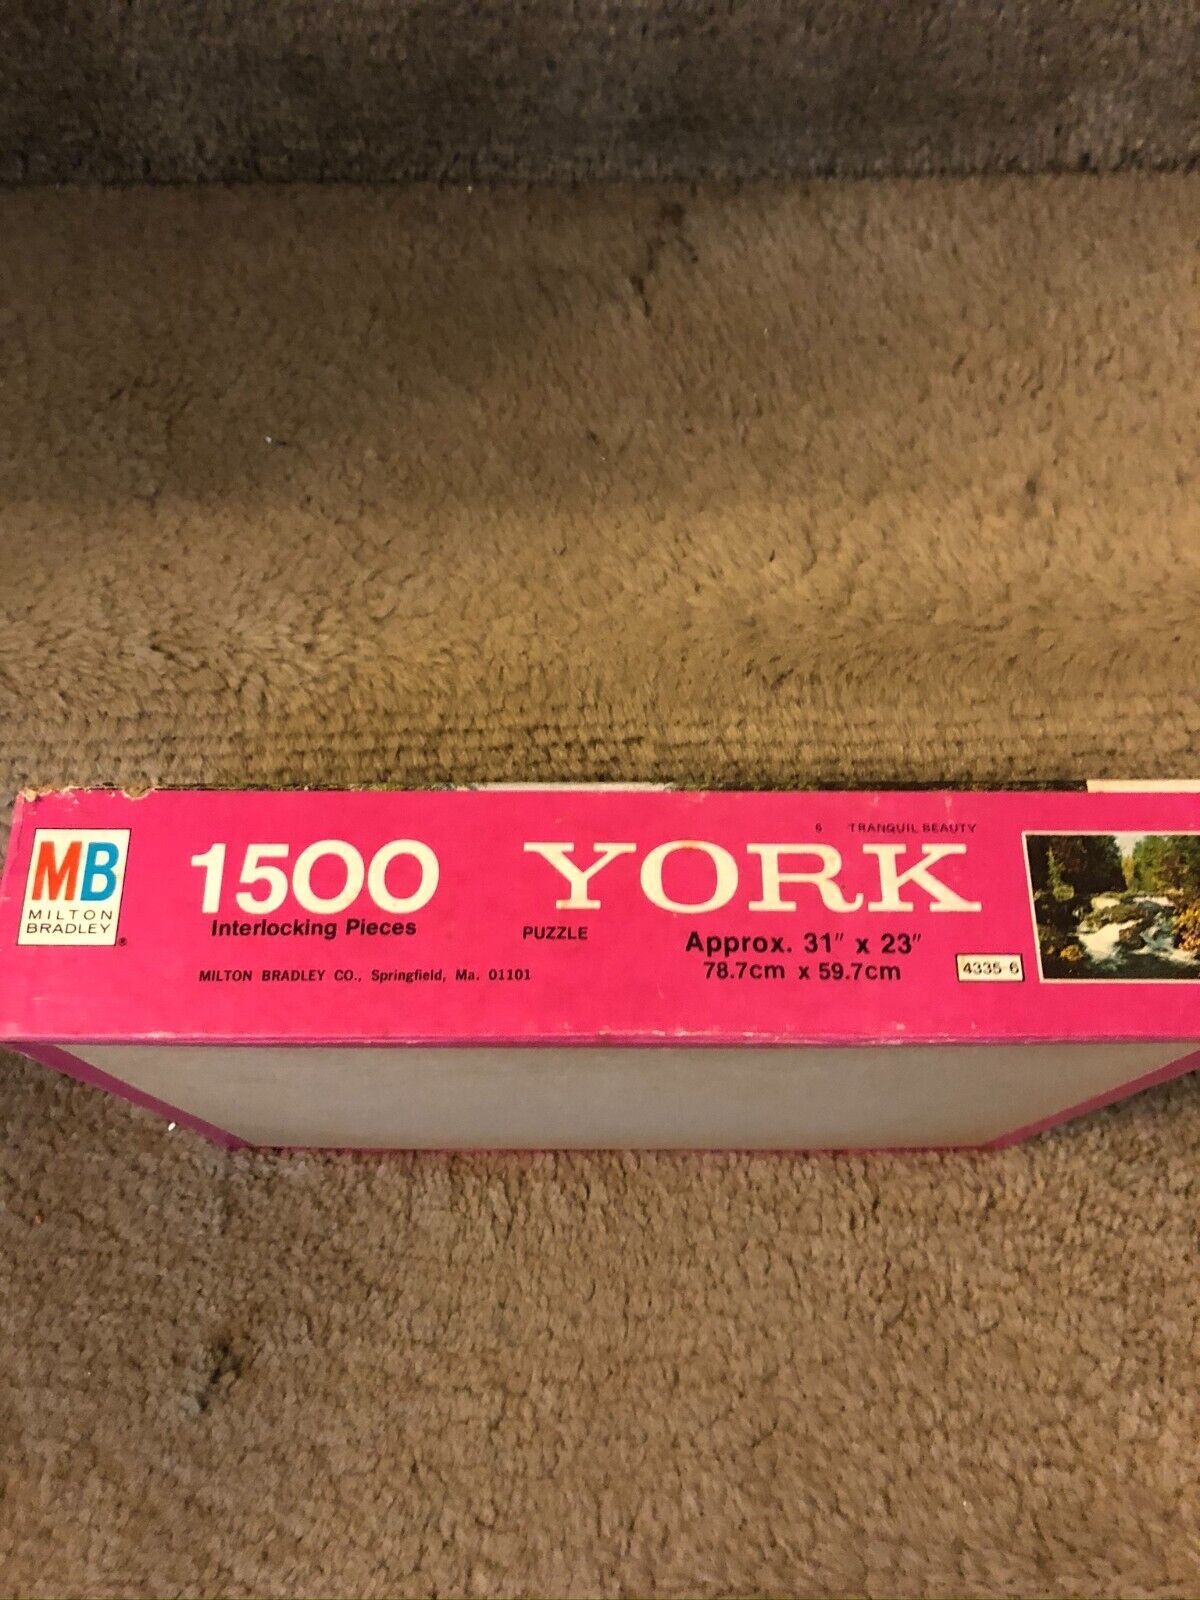 MB
MILTON
BRADLEY®
1500
Interlocking Pieces
MILTON BRADLEY CO., Springfield, Ma. 01101
6 TRANQUIL BEAUTY
YORK
PUZZLE
Approx. 31" x 23"
78.7cm x 59.7cm
4335 6